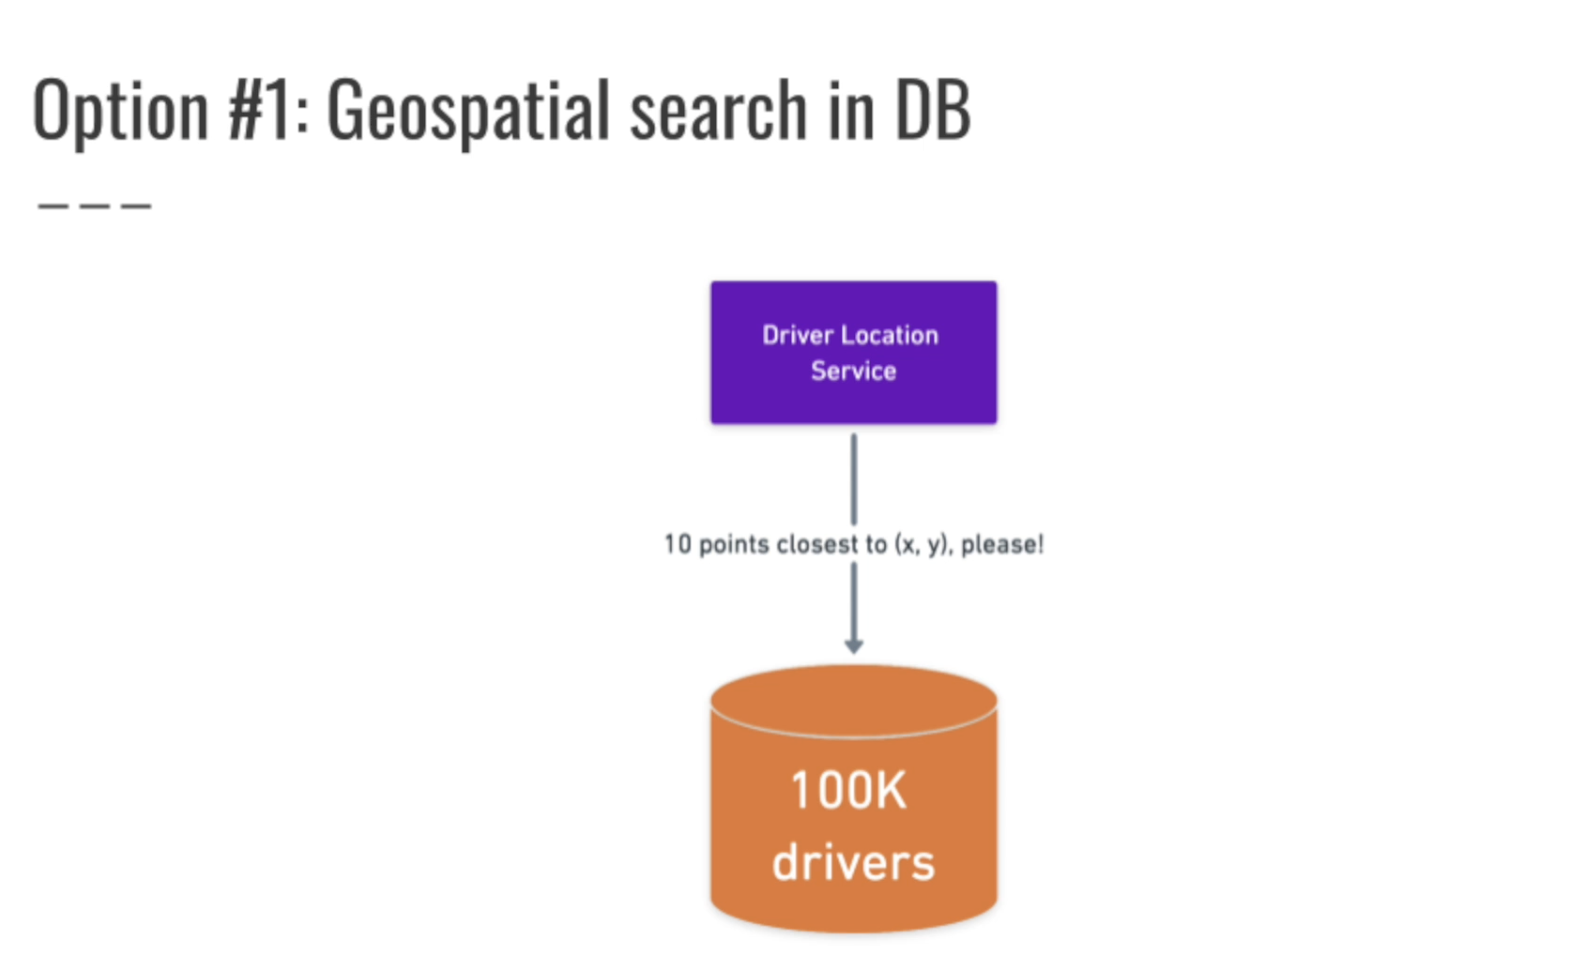 Option #1: Geospatial search in DB
Driver Location
Service
10 points closest to (x, y), please!
100K
drivers